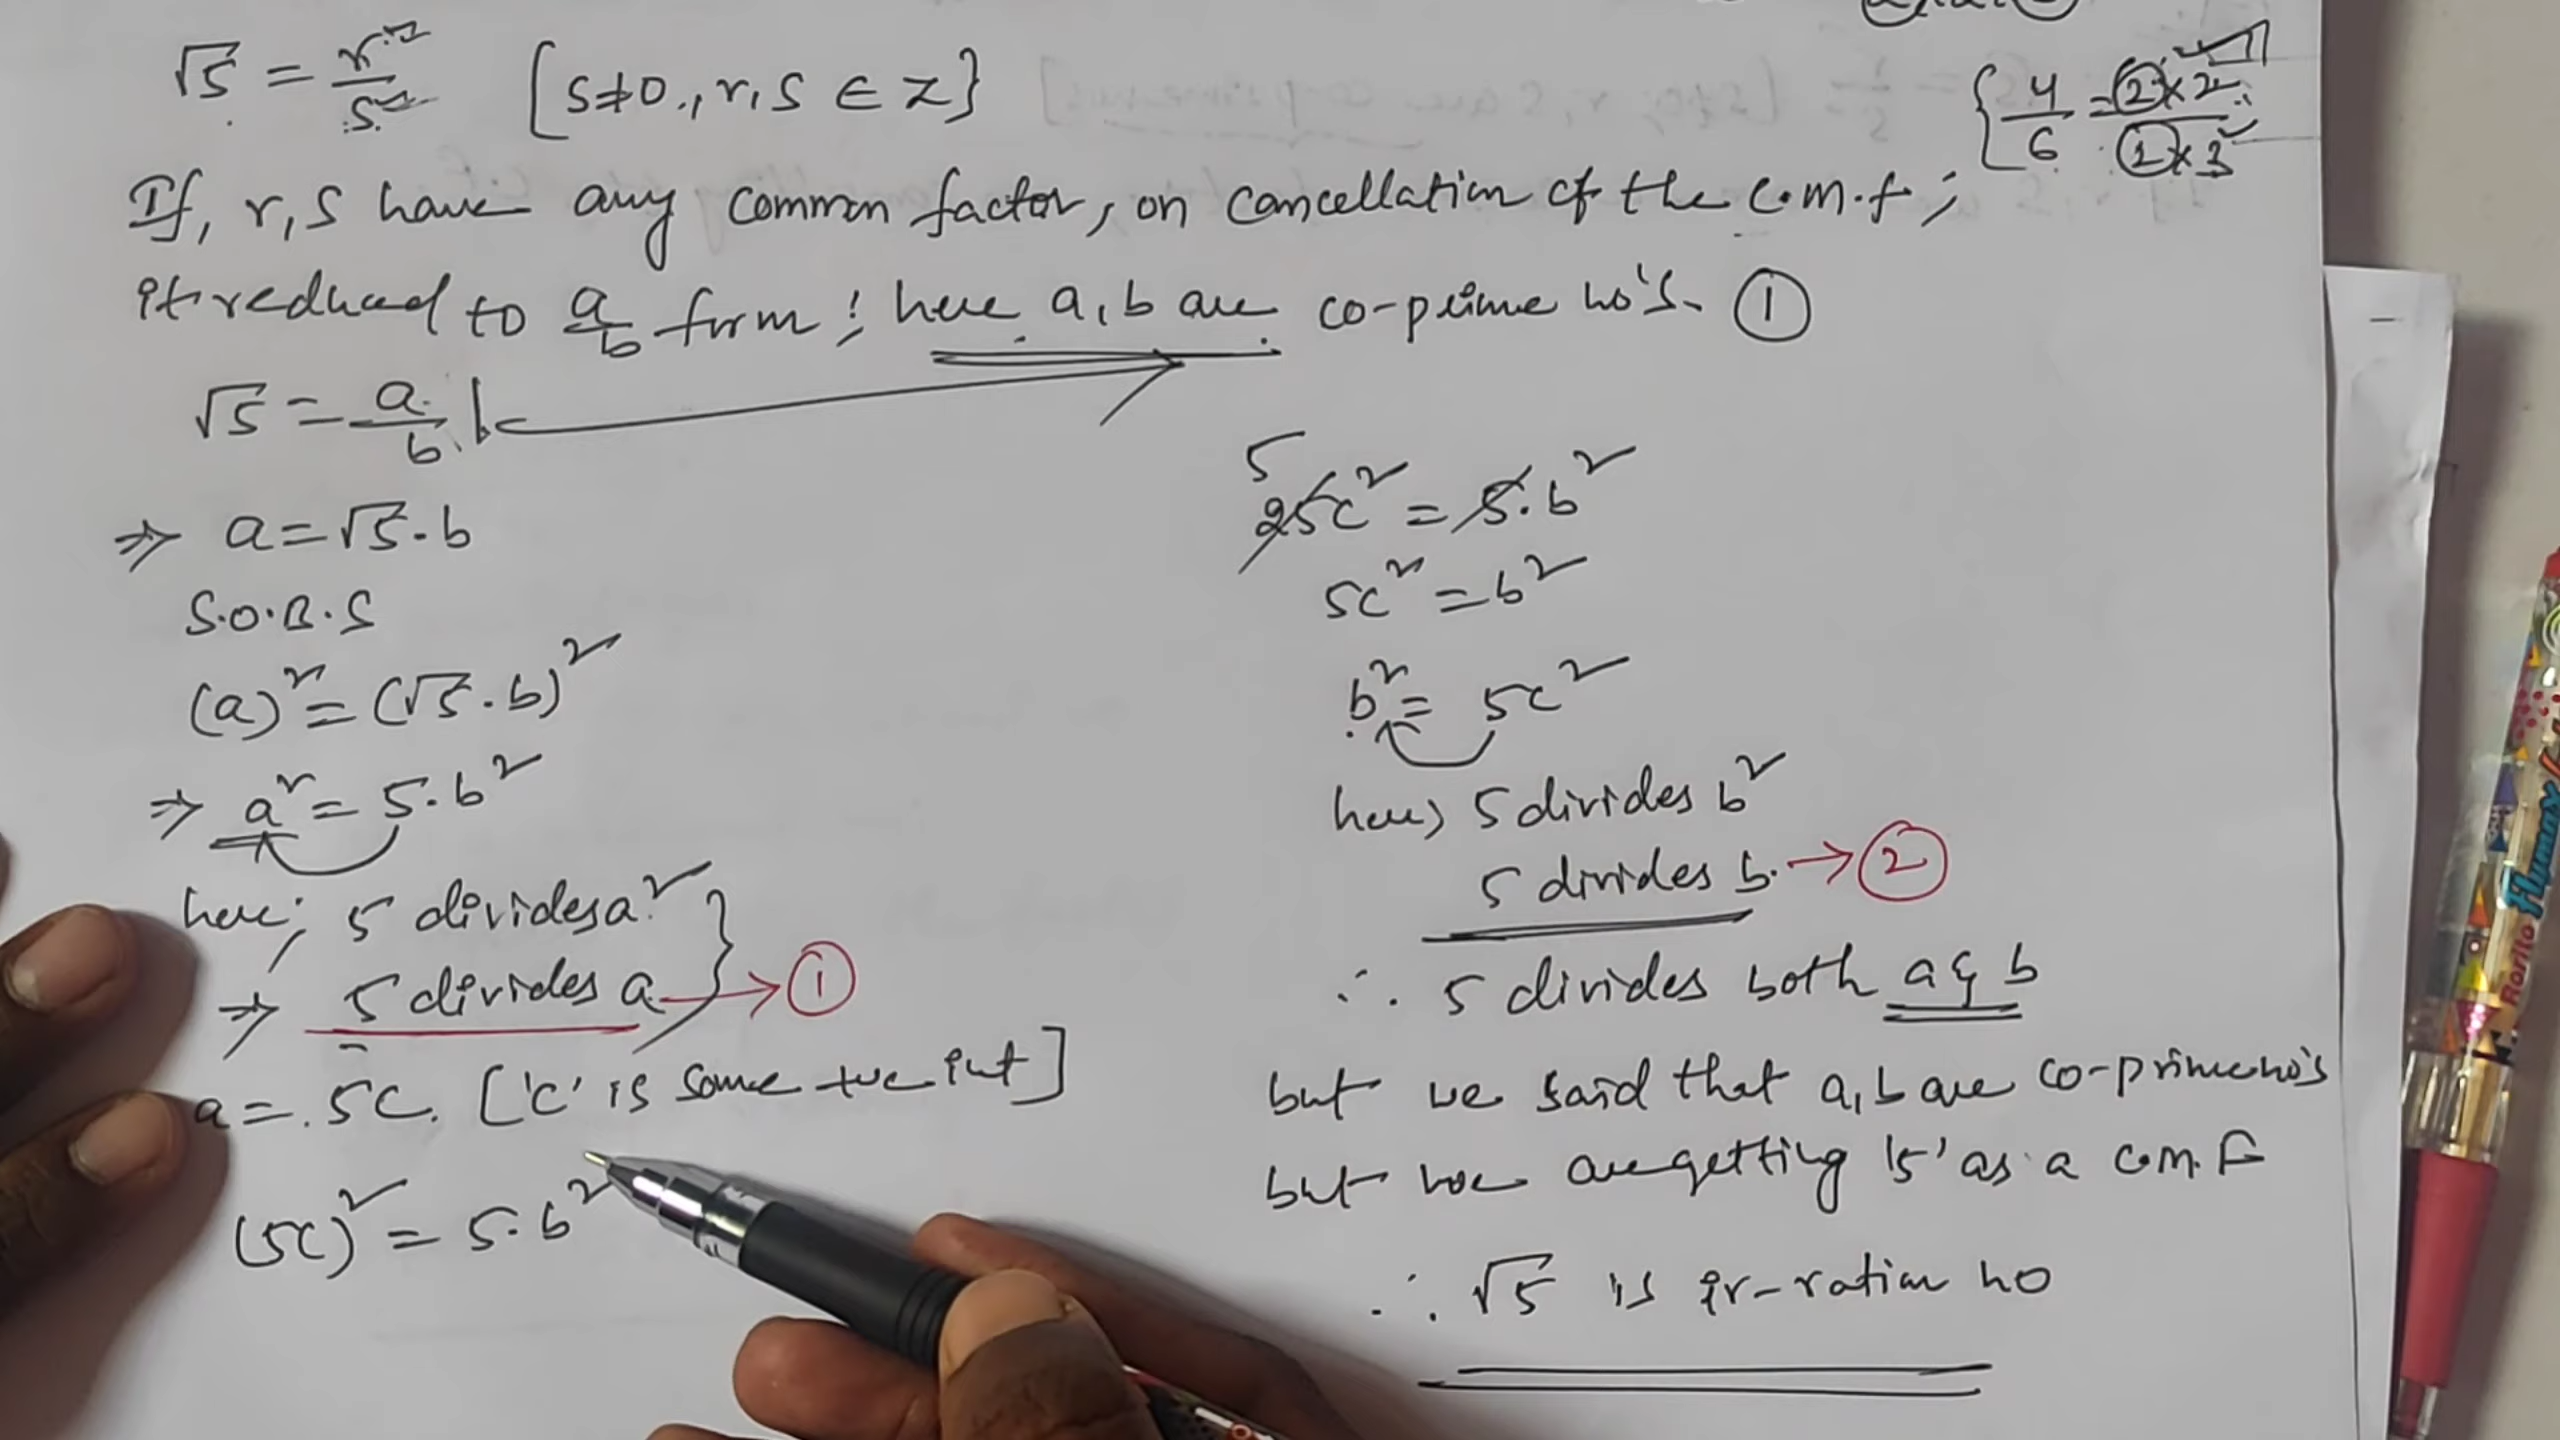 √5 = r/s [s≠0., r, s ∈ z}
{4/6 = 2×2/2×3
If, r, s have any common factor, on cancellation of the c.m.f;
it reduced to a/b form; here a, b are co-prime no's. ①
√5 = a/b
⇒ a = √5.b
S.O.B.S
(a)² = (√5.b)²
⇒ a² = 5.b²
here; 5 divides a²
⇒ 5 divides a → ①
a = 5c. ['c' is some +ve int]
(5c)² = 5.b²
5
25c² = 5.b²
5c² = b²
b² = 5c²
here, 5 divides b²
5 divides b. → ②
∴ 5 divides both a & b
but we said that a, b are co-prime no's
but we are getting '5' as a c.m.F
∴ √5 is ir-ration no
Rorito Flymax